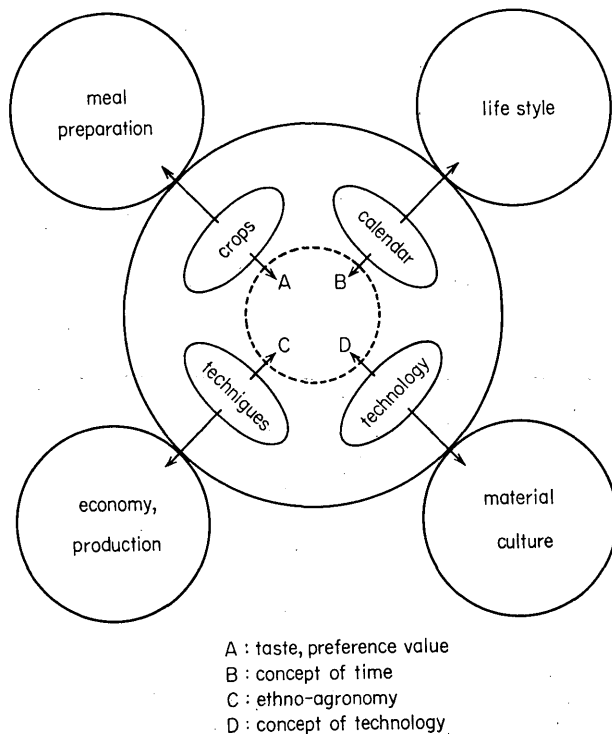 meal
preparation
life style
crops
calendar
A
B
C
D
technigues
technology
economy,
production
material
culture
A : taste, preference value
B : concept of time
C : ethno-agronomy
D : concept of technology